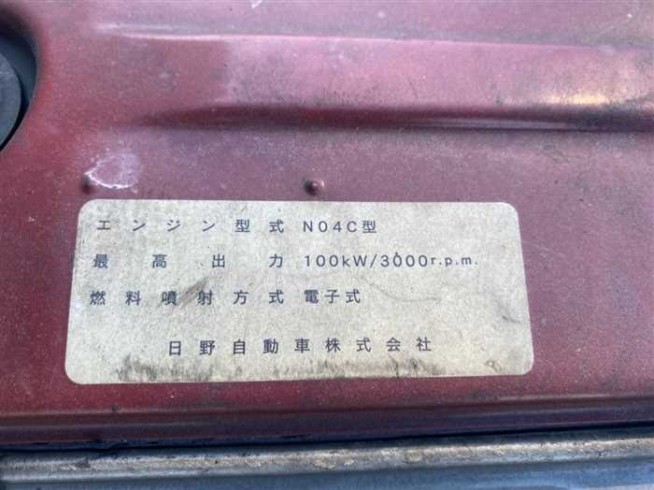 エンジン型式 N04C型
最高出力 100kW/3000r.p.m.
燃料噴射方式 電子式
日野自動車株式会社